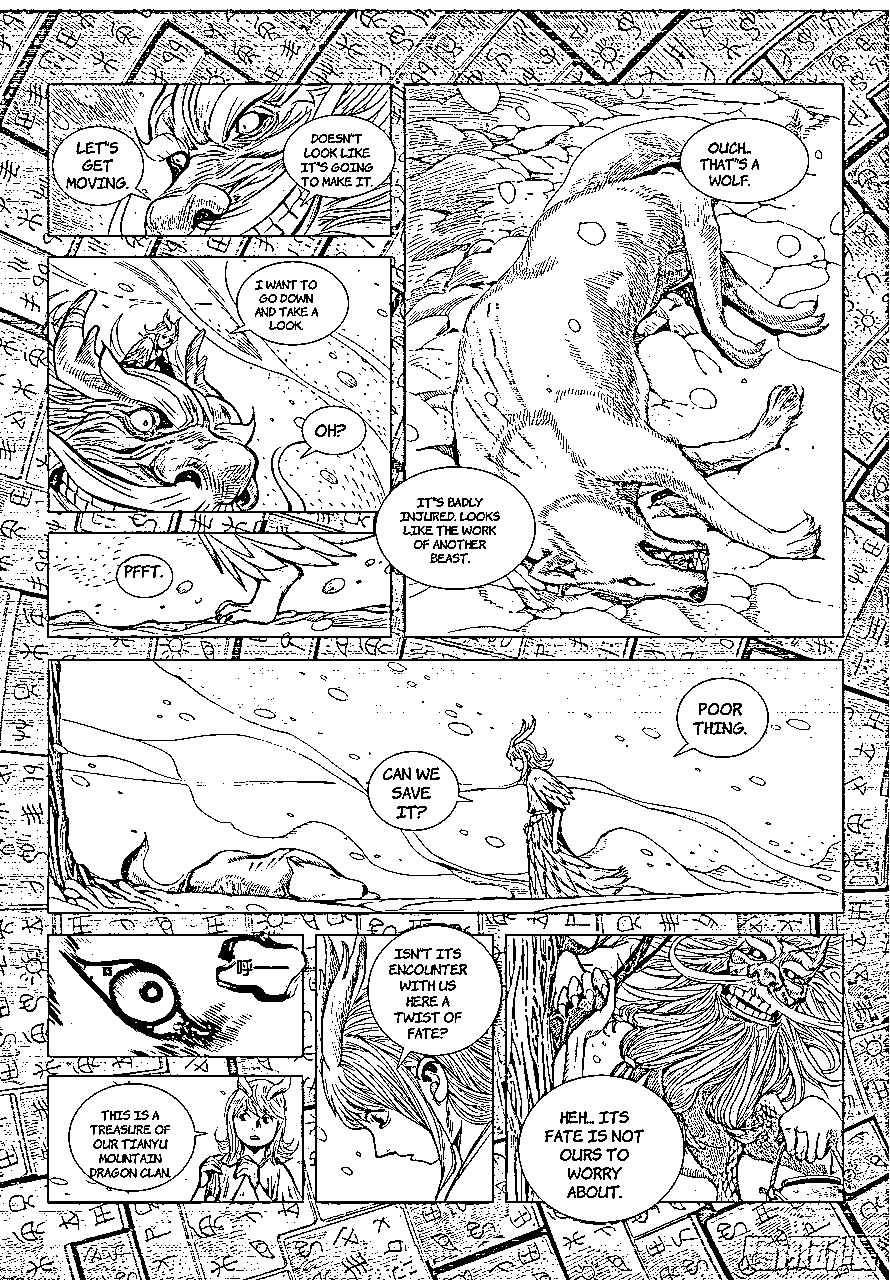 OUCH..
THAT"S A
WOLF.
IT"S BADLY
INJURED. LOOKS
LIKE THE WORK
OF ANOTHER
BEAST.
DOESN'T
LOOK LIKE
IT"S GOING
TO MAKE IT.
LET'S
GET
MOVING.
I WANT TO
GO DOWN
AND TAKE A
LOOK.
OH?
PFFT.
POOR
THING.
CAN WE
SAVE
IT?
呼——
ISN'T ITS
ENCOUNTER
WITH US
HERE A
TWIST OF
FATE?
HEH.. ITS
FATE IS NOT
OURS TO
WORRY
ABOUT.
THIS IS A
TREASURE OF
OUR TIANYU
MOUNTAIN
DRAGON CLAN.